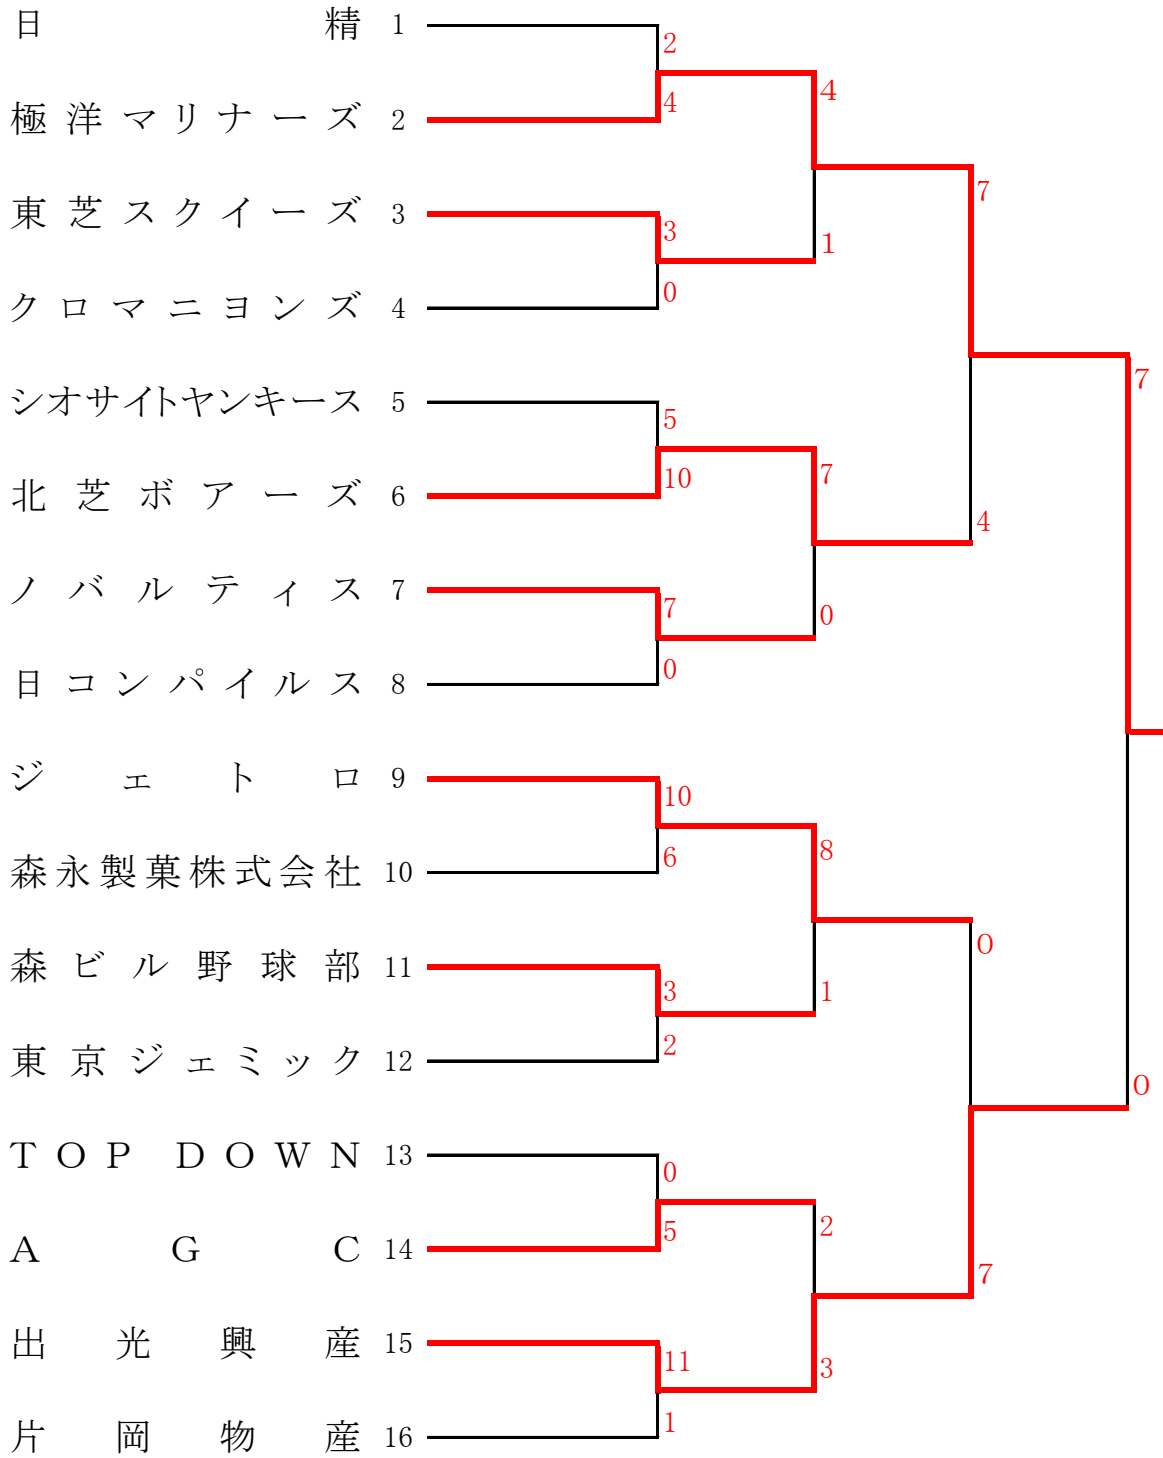 日精 1
2
4
4
極洋マリナーズ 2
7
東芝スクイーズ 3
3
1
0
クロマニヨンズ 4
7
シオサイトヤンキース 5
5
7
10
北芝ボアーズ 6
4
ノバルティス 7
7
0
0
日コンパイルス 8
ジェトロ 9
10
8
6
森永製菓株式会社 10
0
森ビル野球部 11
3
1
2
東京ジェミック 12
0
TOP DOWN 13
0
2
5
AGC 14
7
出光興産 15
11
3
1
片岡物産 16